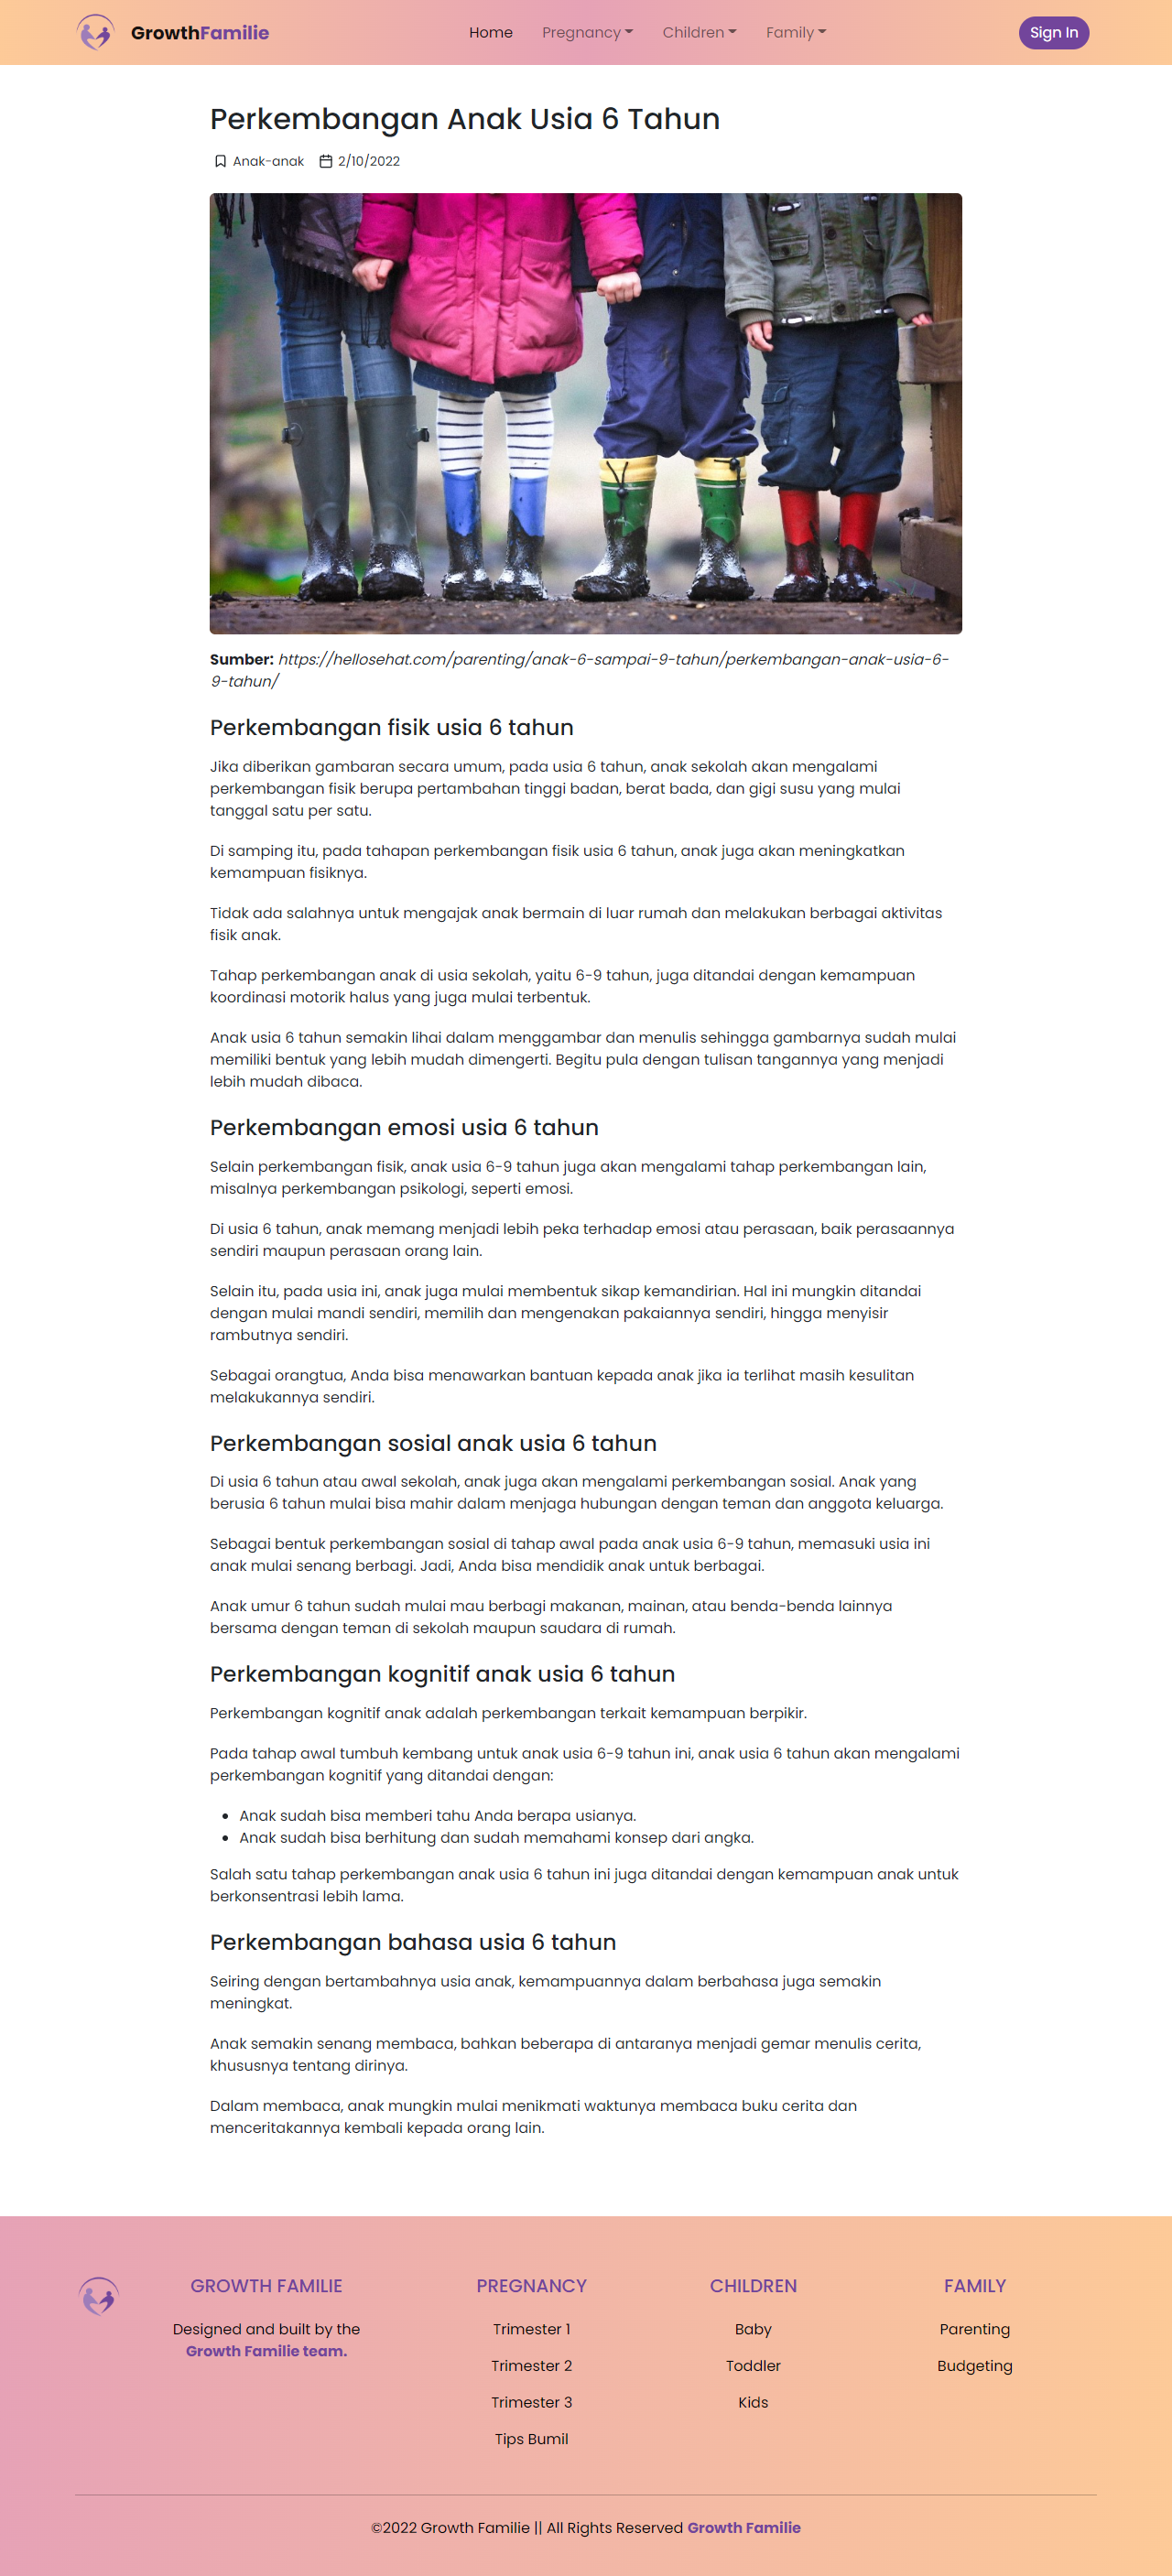 GrowthFamilie
Home Pregnancy Children Family
Sign In
Perkembangan Anak Usia 6 Tahun
Anak-anak 2/10/2022
Sumber: https://hellosehat.com/parenting/anak-6-sampai-9-tahun/perkembangan-anak-usia-6-
9-tahun/
Perkembangan fisik usia 6 tahun
Jika diberikan gambaran secara umum, pada usia 6 tahun, anak sekolah akan mengalami
perkembangan fisik berupa pertambahan tinggi badan, berat bada, dan gigi susu yang mulai
tanggal satu per satu.
Di samping itu, pada tahapan perkembangan fisik usia 6 tahun, anak juga akan meningkatkan
kemampuan fisiknya.
Tidak ada salahnya untuk mengajak anak bermain di luar rumah dan melakukan berbagai aktivitas
fisik anak.
Tahap perkembangan anak di usia sekolah, yaitu 6-9 tahun, juga ditandai dengan kemampuan
koordinasi motorik halus yang juga mulai terbentuk.
Anak usia 6 tahun semakin lihai dalam menggambar dan menulis sehingga gambarnya sudah mulai
memiliki bentuk yang lebih mudah dimengerti. Begitu pula dengan tulisan tangannya yang menjadi
lebih mudah dibaca.
Perkembangan emosi usia 6 tahun
Selain perkembangan fisik, anak usia 6-9 tahun juga akan mengalami tahap perkembangan lain,
misalnya perkembangan psikologi, seperti emosi.
Di usia 6 tahun, anak memang menjadi lebih peka terhadap emosi atau perasaan, baik perasaannya
sendiri maupun perasaan orang lain.
Selain itu, pada usia ini, anak juga mulai membentuk sikap kemandirian. Hal ini mungkin ditandai
dengan mulai mandi sendiri, memilih dan mengenakan pakaiannya sendiri, hingga menyisir
rambutnya sendiri.
Sebagai orangtua, Anda bisa menawarkan bantuan kepada anak jika ia terlihat masih kesulitan
melakukannya sendiri.
Perkembangan sosial anak usia 6 tahun
Di usia 6 tahun atau awal sekolah, anak juga akan mengalami perkembangan sosial. Anak yang
berusia 6 tahun mulai bisa mahir dalam menjaga hubungan dengan teman dan anggota keluarga.
Sebagai bentuk perkembangan sosial di tahap awal pada anak usia 6-9 tahun, memasuki usia ini
anak mulai senang berbagi. Jadi, Anda bisa mendidik anak untuk berbagai.
Anak umur 6 tahun sudah mulai mau berbagi makanan, mainan, atau benda-benda lainnya
bersama dengan teman di sekolah maupun saudara di rumah.
Perkembangan kognitif anak usia 6 tahun
Perkembangan kognitif anak adalah perkembangan terkait kemampuan berpikir.
Pada tahap awal tumbuh kembang untuk anak usia 6-9 tahun ini, anak usia 6 tahun akan mengalami
perkembangan kognitif yang ditandai dengan:
• Anak sudah bisa memberi tahu Anda berapa usianya.
• Anak sudah bisa berhitung dan sudah memahami konsep dari angka.
Salah satu tahap perkembangan anak usia 6 tahun ini juga ditandai dengan kemampuan anak untuk
berkonsentrasi lebih lama.
Perkembangan bahasa usia 6 tahun
Seiring dengan bertambahnya usia anak, kemampuannya dalam berbahasa juga semakin
meningkat.
Anak semakin senang membaca, bahkan beberapa di antaranya menjadi gemar menulis cerita,
khususnya tentang dirinya.
Dalam membaca, anak mungkin mulai menikmati waktunya membaca buku cerita dan
menceritakannya kembali kepada orang lain.
GROWTH FAMILIE
Designed and built by the
Growth Familie team.
PREGNANCY
Trimester 1
Trimester 2
Trimester 3
Tips Bumil
CHILDREN
Baby
Toddler
Kids
FAMILY
Parenting
Budgeting
©2022 Growth Familie || All Rights Reserved Growth Familie